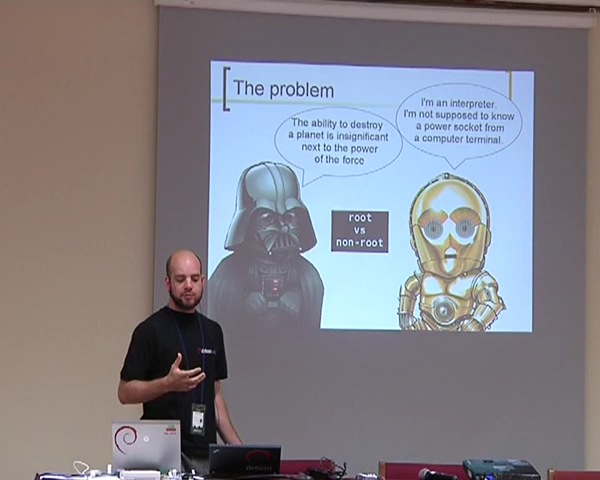 The problem
The ability to destroy
a planet is insignificant
next to the power
of the force
I'm an interpreter.
I'm not supposed to know
a power socket from
a computer terminal.
root
vs
non-root
debian